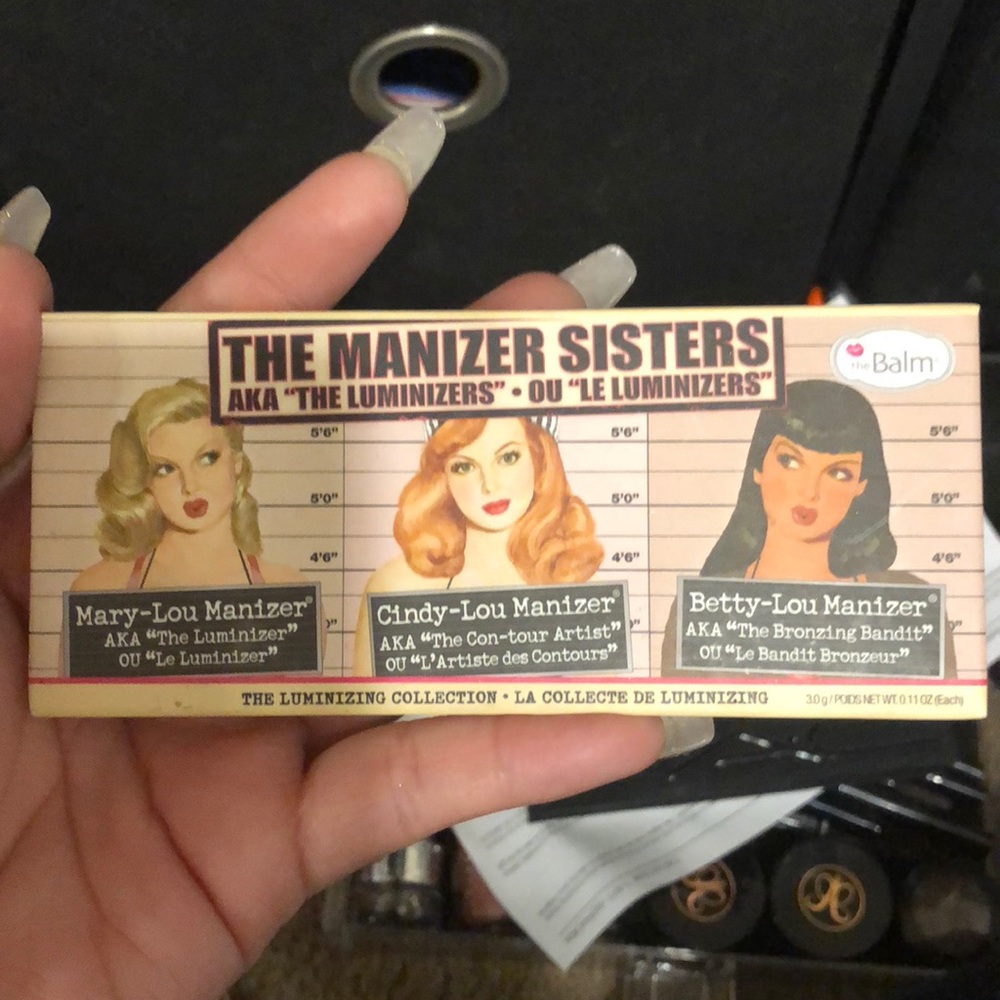 THE MANIZER SISTERS
AKA “THE LUMINIZERS” • OU “LE LUMINIZERS”
theBalm
5'6" 5'6" 5'6"
5'0" 5'0" 5'0"
4'6" 4'6" 4'6"
Mary-Lou Manizer®
AKA “The Luminizer”
OU “Le Luminizer”
Cindy-Lou Manizer®
AKA “The Con-tour Artist”
OU “L'Artiste des Contours”
Betty-Lou Manizer®
AKA “The Bronzing Bandit”
OU “Le Bandit Bronzeur”
THE LUMINIZING COLLECTION • LA COLLECTE DE LUMINIZING
3.0 g / POIDS NET WT. 0.11 OZ (Each)